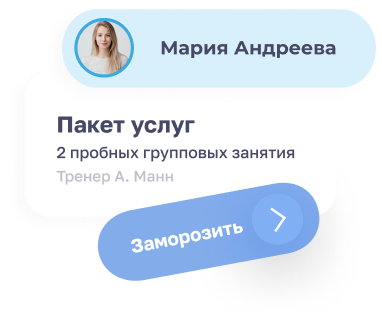 Мария Андреева
Пакет услуг
2 пробных групповых занятия
Тренер А. Манн
Заморозить